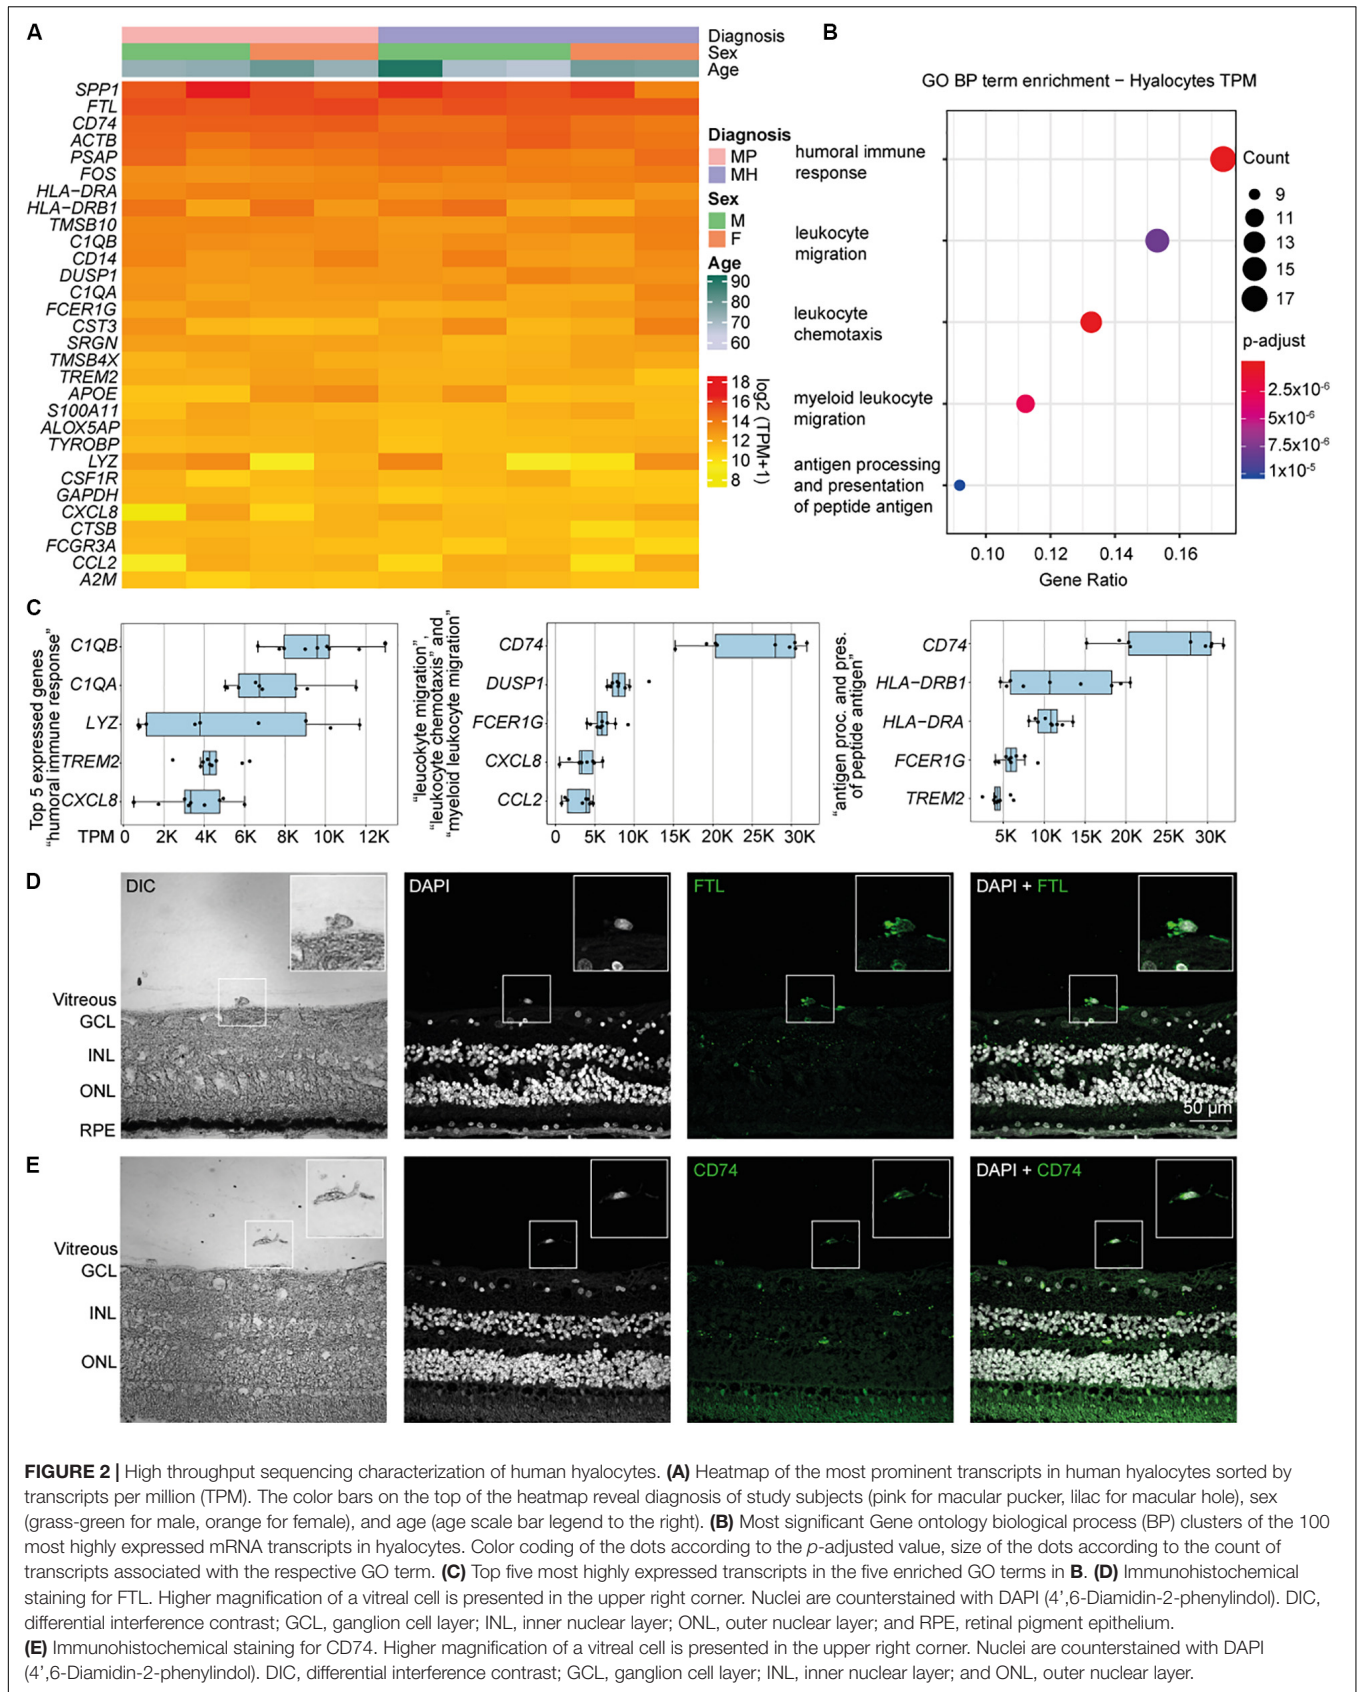 A
Diagnosis
Sex
Age
SPP1
FTL
CD74
ACTB
PSAP
FOS
HLA−DRA
HLA−DRB1
TMSB10
C1QB
CD14
DUSP1
C1QA
FCER1G
CST3
SRGN
TMSB4X
TREM2
APOE
S100A11
ALOX5AP
TYROBP
LYZ
CSF1R
GAPDH
CXCL8
CTSB
FCGR3A
CCL2
A2M
Diagnosis
MP
MH
Sex
M
F
Age
90
80
70
60
18
16
14
12
10
8
log2 (TPM+1)
B
GO BP term enrichment − Hyalocytes TPM
humoral immune
response
leukocyte
migration
leukocyte
chemotaxis
myeloid leukocyte
migration
antigen processing
and presentation
of peptide antigen
0.10 0.12 0.14 0.16
Gene Ratio
Count
9
11
13
15
17
p-adjust
2.5x10-6
5x10-6
7.5x10-6
1x10-5
C
Top 5 expressed genes
“humoral immune response”
C1QB
C1QA
LYZ
TREM2
CXCL8
TPM 0 2K 4K 6K 8K 10K 12K
“leucokyte migration”,
“leukocyte chemotaxis” and
“myeloid leukocyte migration”
CD74
DUSP1
FCER1G
CXCL8
CCL2
0 5K 10K 15K 20K 25K 30K
“antigen proc. and pres.
of peptide antigen”
CD74
HLA−DRB1
HLA−DRA
FCER1G
TREM2
5K 10K 15K 20K 25K 30K
D
DIC
DAPI
FTL
DAPI + FTL
Vitreous
GCL
INL
ONL
RPE
50 µm
E
CD74
DAPI + CD74
Vitreous
GCL
INL
ONL
FIGURE 2 | High throughput sequencing characterization of human hyalocytes. (A) Heatmap of the most prominent transcripts in human hyalocytes sorted by
transcripts per million (TPM). The color bars on the top of the heatmap reveal diagnosis of study subjects (pink for macular pucker, lilac for macular hole), sex
(grass-green for male, orange for female), and age (age scale bar legend to the right). (B) Most significant Gene ontology biological process (BP) clusters of the 100
most highly expressed mRNA transcripts in hyalocytes. Color coding of the dots according to the p-adjusted value, size of the dots according to the count of
transcripts associated with the respective GO term. (C) Top five most highly expressed transcripts in the five enriched GO terms in B. (D) Immunohistochemical
staining for FTL. Higher magnification of a vitreal cell is presented in the upper right corner. Nuclei are counterstained with DAPI (4’,6-Diamidin-2-phenylindol). DIC,
differential interference contrast; GCL, ganglion cell layer; INL, inner nuclear layer; ONL, outer nuclear layer; and RPE, retinal pigment epithelium.
(E) Immunohistochemical staining for CD74. Higher magnification of a vitreal cell is presented in the upper right corner. Nuclei are counterstained with DAPI
(4’,6-Diamidin-2-phenylindol). DIC, differential interference contrast; GCL, ganglion cell layer; INL, inner nuclear layer; and ONL, outer nuclear layer.